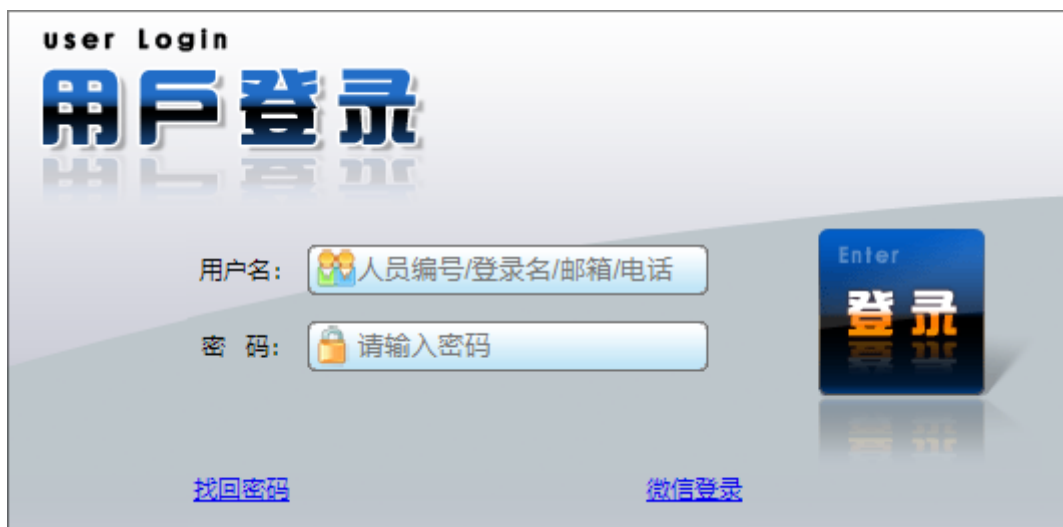 user Login
用戶登录
用户名:
人员编号/登录名/邮箱/电话
Enter
登录
密 码:
请输入密码
找回密码
微信登录